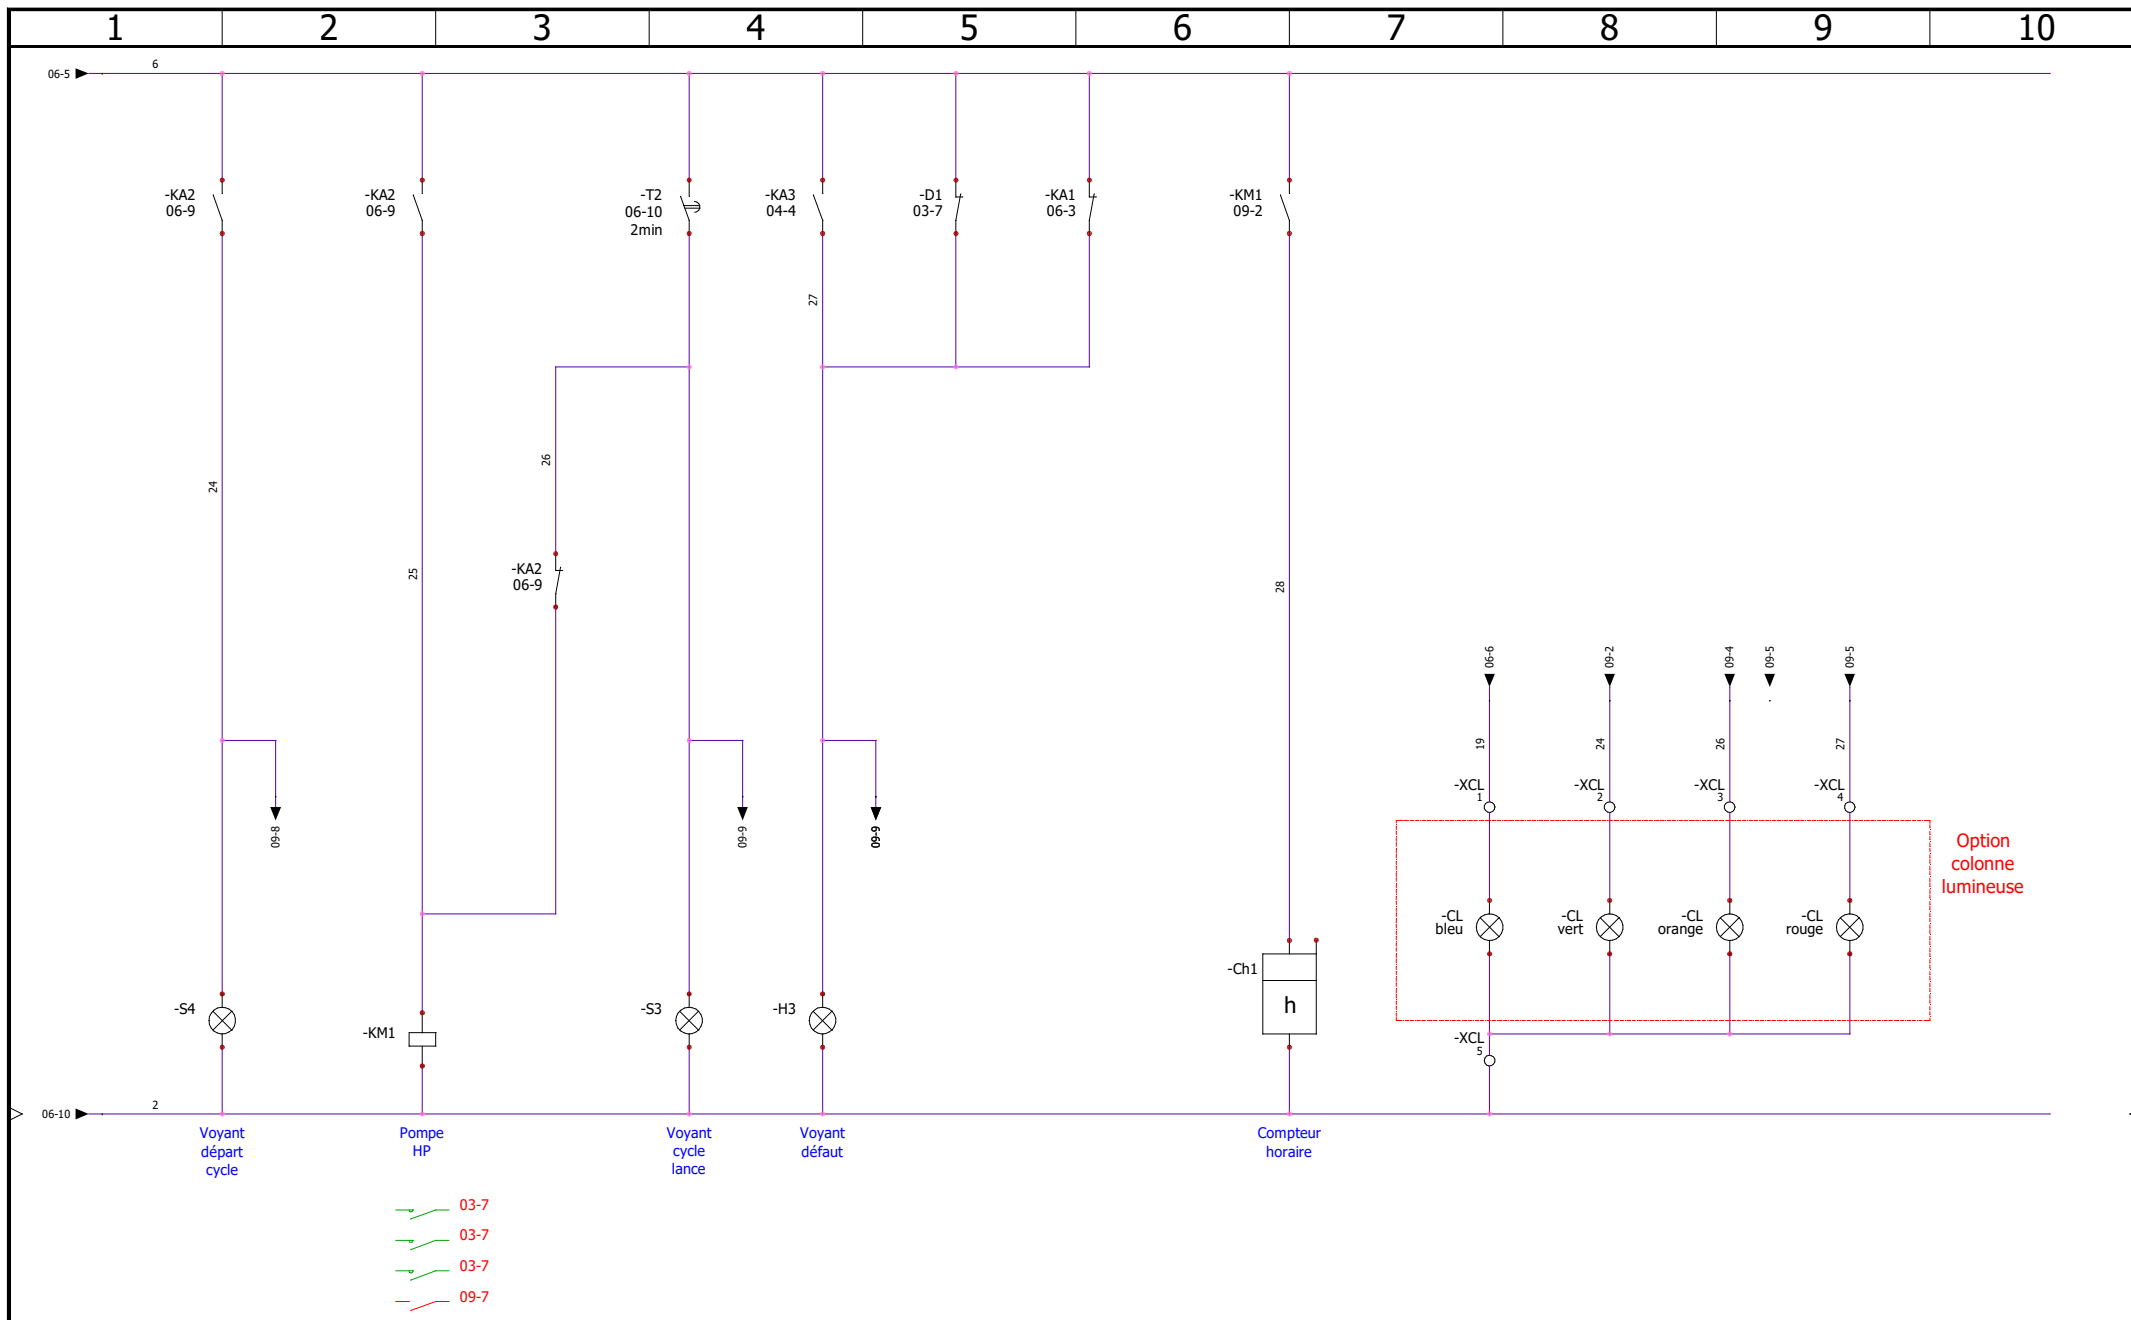 1 2 3 4 5 6 7 8 9 10
06-5 6
-KA2
06-9
-KA2
06-9
-T2
06-10
2min
-KA3
04-4
-D1
03-7
-KA1
06-3
-KM1
09-2
27
26
24
25
-KA2
06-9
28
06-6
09-2
09-4
09-5
09-5
19
24
26
27
-XCL
1
-XCL
2
-XCL
3
-XCL
4
09-8
09-9
09-9
Option
colonne
lumineuse
-CL
bleu
-CL
vert
-CL
orange
-CL
rouge
-Ch1
h
-S4
-KM1
-S3
-H3
-XCL
5
06-10 2
Voyant
départ
cycle
Pompe
HP
Voyant
cycle
lance
Voyant
défaut
Compteur
horaire
03-7
03-7
03-7
09-7